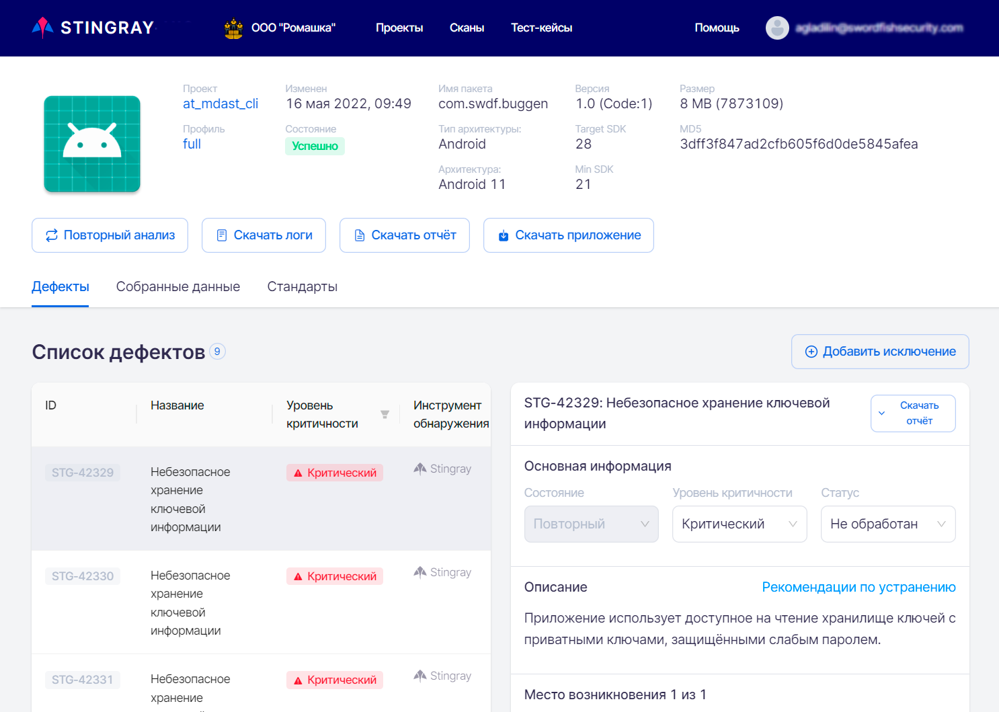 STINGRAY
ООО "Ромашка"
Проекты
Сканы
Тест-кейсы
Помощь
agladilin@swordfishsecurity.com
Проект
at_mdast_cli
Профиль
full
Изменен
16 мая 2022, 09:49
Состояние
Успешно
Имя пакета
com.swdf.buggen
Тип архитектуры:
Android
Архитектура:
Android 11
Версия
1.0 (Code:1)
Target SDK
28
Min SDK
21
Размер
8 MB (7873109)
MD5
3dff3f847ad2cfb605f6d0de5845afea
Повторный анализ
Скачать логи
Скачать отчёт
Скачать приложение
Дефекты
Собранные данные
Стандарты
Список дефектов 9
Добавить исключение
ID
Название
Уровень
критичности
Инструмент
обнаружения
STG-42329
Небезопасное
хранение
ключевой
информации
Критический
Stingray
STG-42330
Небезопасное
хранение
ключевой
информации
Критический
Stingray
STG-42331
Небезопасное
хранение
Критический
Stingray
STG-42329: Небезопасное хранение ключевой
информации
Скачать
отчёт
Основная информация
Состояние
Повторный
Уровень критичности
Критический
Статус
Не обработан
Описание
Рекомендации по устранению
Приложение использует доступное на чтение хранилище ключей с
приватными ключами, защищёнными слабым паролем.
Место возникновения 1 из 1